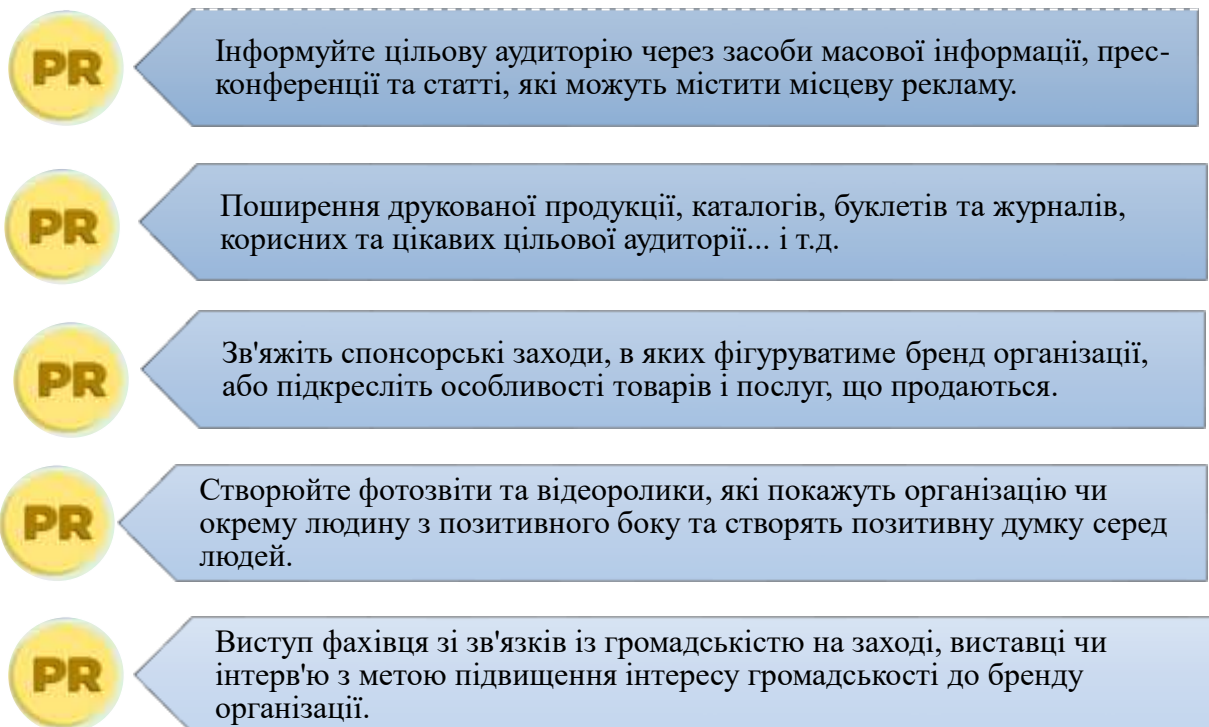 PR
Інформуйте цільову аудиторію через засоби масової інформації, прес-
конференції та статті, які можуть містити місцеву рекламу.
PR
Поширення друкованої продукції, каталогів, буклетів та журналів,
корисних та цікавих цільової аудиторії... і т.д.
PR
Зв'яжіть спонсорські заходи, в яких фігуруватиме бренд організації,
або підкресліть особливості товарів і послуг, що продаються.
PR
Створюйте фотозвіти та відеоролики, які покажуть організацію чи
окрему людину з позитивного боку та створять позитивну думку серед
людей.
PR
Виступ фахівця зі зв'язків із громадськістю на заході, виставці чи
інтерв'ю з метою підвищення інтересу громадськості до бренду
організації.